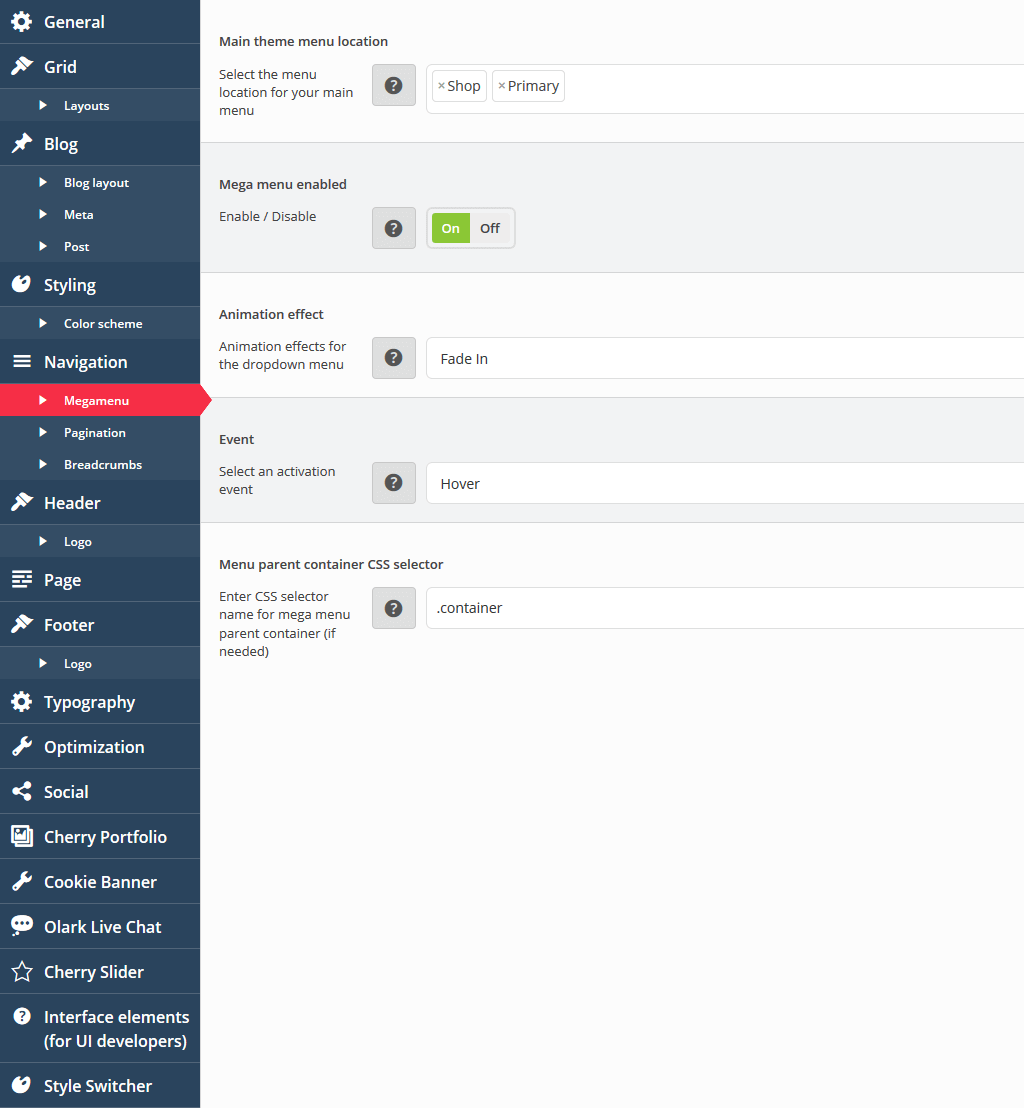 General
Grid
Layouts
Blog
Blog layout
Meta
Post
Styling
Color scheme
Navigation
Megamenu
Pagination
Breadcrumbs
Header
Logo
Page
Footer
Logo
Typography
Optimization
Social
Cherry Portfolio
Cookie Banner
Olark Live Chat
Cherry Slider
Interface elements
(for UI developers)
Style Switcher
Main theme menu location
Select the menu
location for your main
menu
? ×Shop ×Primary
Mega menu enabled
Enable / Disable
? On Off
Animation effect
Animation effects for
the dropdown menu
? Fade In
Event
Select an activation
event
? Hover
Menu parent container CSS selector
Enter CSS selector
name for mega menu
parent container (if
needed)
? .container